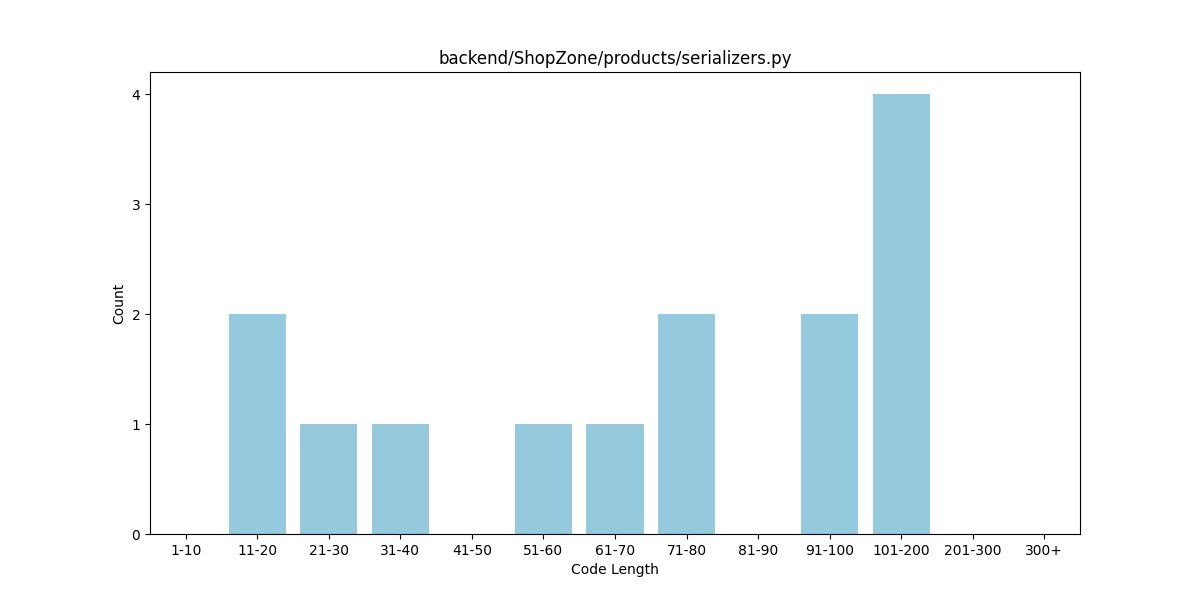 backend/ShopZone/products/serializers.py
4
3
2
1
0
Count
1-10 11-20 21-30 31-40 41-50 51-60 61-70 71-80 81-90 91-100 101-200 201-300 300+
Code Length